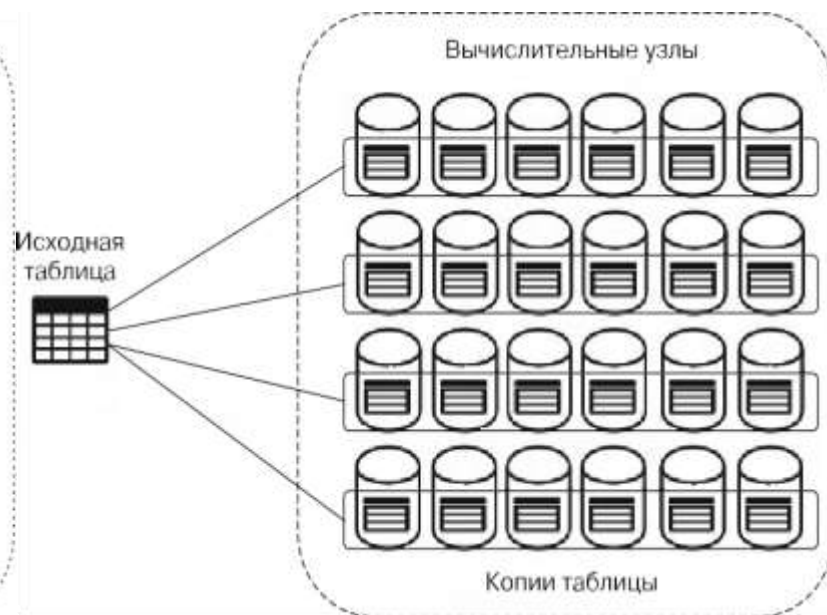 Вычислительные узлы
Исходная
таблица
Копии таблицы